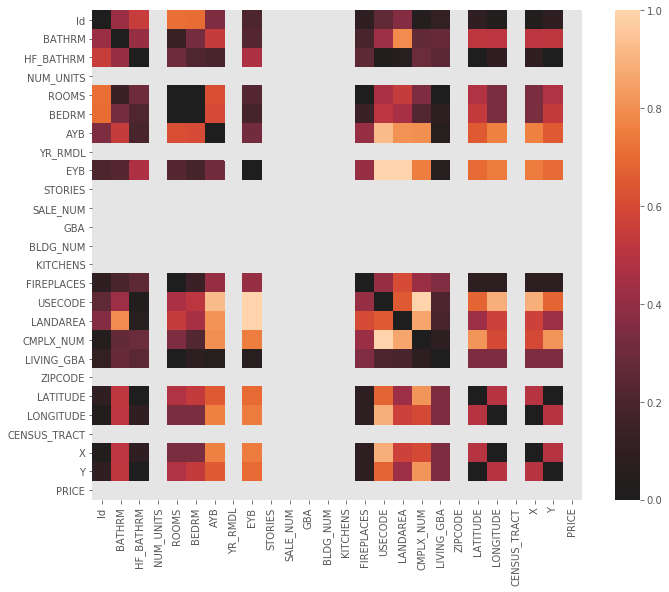 Id
BATHRM
HF_BATHRM
NUM_UNITS
ROOMS
BEDRM
AYB
YR_RMDL
EYB
STORIES
SALE_NUM
GBA
BLDG_NUM
KITCHENS
FIREPLACES
USECODE
LANDAREA
CMPLX_NUM
LIVING_GBA
ZIPCODE
LATITUDE
LONGITUDE
CENSUS_TRACT
X
Y
PRICE
Id
BATHRM
HF_BATHRM
NUM_UNITS
ROOMS
BEDRM
AYB
YR_RMDL
EYB
STORIES
SALE_NUM
GBA
BLDG_NUM
KITCHENS
FIREPLACES
USECODE
LANDAREA
CMPLX_NUM
LIVING_GBA
ZIPCODE
LATITUDE
LONGITUDE
CENSUS_TRACT
X
Y
PRICE
1.0
0.8
0.6
0.4
0.2
0.0